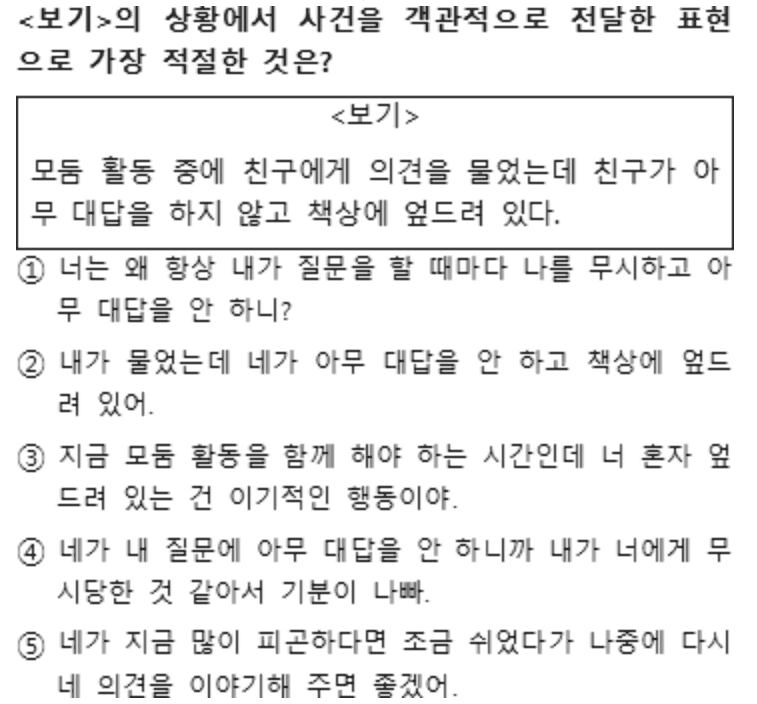 <보기>의 상황에서 사건을 객관적으로 전달한 표현
으로 가장 적절한 것은?
<보기>
모둠 활동 중에 친구에게 의견을 물었는데 친구가 아
무 대답을 하지 않고 책상에 엎드려 있다.
① 너는 왜 항상 내가 질문을 할 때마다 나를 무시하고 아
무 대답을 안 하니?
② 내가 물었는데 네가 아무 대답을 안 하고 책상에 엎드
려 있어.
③ 지금 모둠 활동을 함께 해야 하는 시간인데 너 혼자 엎
드려 있는 건 이기적인 행동이야.
④ 네가 내 질문에 아무 대답을 안 하니까 내가 너에게 무
시당한 것 같아서 기분이 나빠.
⑤ 네가 지금 많이 피곤하다면 조금 쉬었다가 나중에 다시
네 의견을 이야기해 주면 좋겠어.